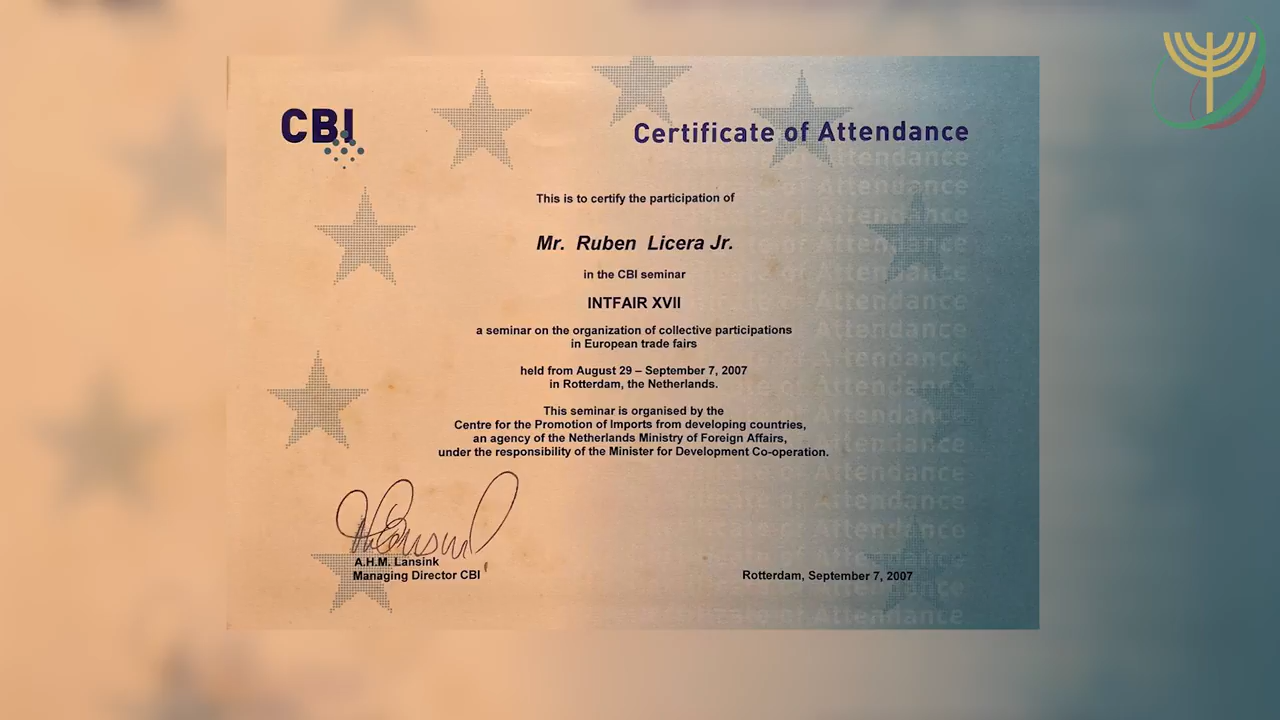 CBI
Certificate of Attendance
This is to certify the participation of
Mr. Ruben Licera Jr.
in the CBI seminar
INTFAIR XVII
a seminar on the organization of collective participations
in European trade fairs
held from August 29 – September 7, 2007
in Rotterdam, the Netherlands.
This seminar is organised by the
Centre for the Promotion of Imports from developing countries,
an agency of the Netherlands Ministry of Foreign Affairs,
under the responsibility of the Minister for Development Co-operation.
A.H.M. Lansink
Managing Director CBI
Rotterdam, September 7, 2007